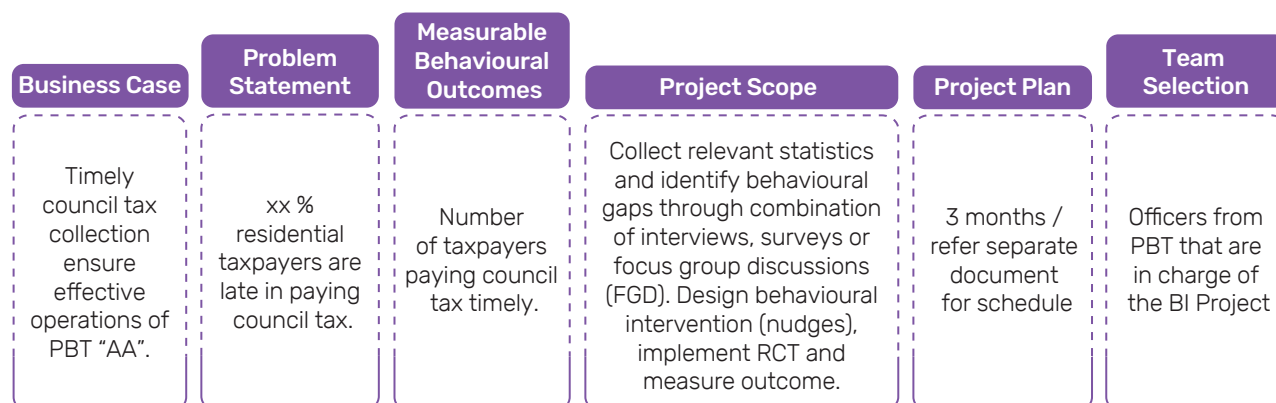 Business Case
Timely
council tax
collection
ensure
effective
operations of
PBT “AA”.
Problem
Statement
xx %
residential
taxpayers are
late in paying
council tax.
Measurable
Behavioural
Outcomes
Number
of taxpayers
paying council
tax timely.
Project Scope
Collect relevant statistics
and identify behavioural
gaps through combination
of interviews, surveys or
focus group discussions
(FGD). Design behavioural
intervention (nudges),
implement RCT and
measure outcome.
Project Plan
3 months /
refer separate
document
for schedule
Team
Selection
Officers from
PBT that are
in charge of
the BI Project